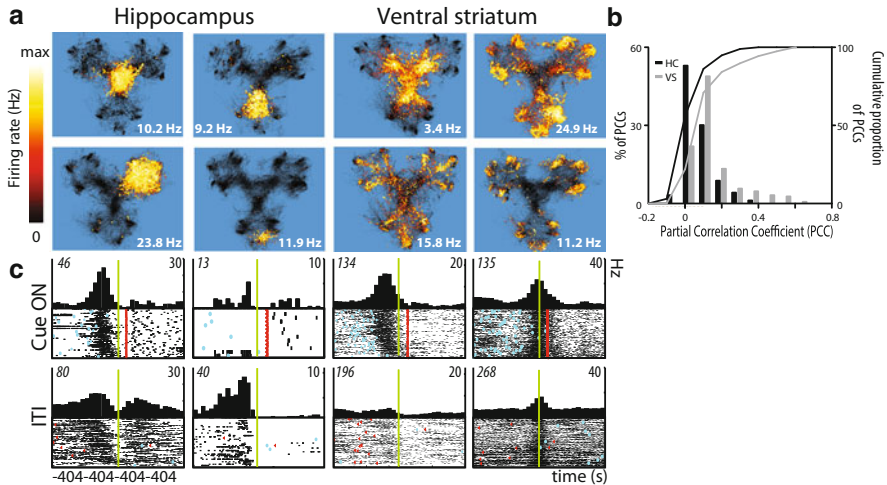 a
Hippocampus
Ventral striatum
b
max
Firing rate (Hz)
0
10.2 Hz
9.2 Hz
3.4 Hz
24.9 Hz
23.8 Hz
11.9 Hz
15.8 Hz
11.2 Hz
HC
VS
60
30
0
% of PCCs
100
50
0
Cumulative proportion
of PCCs
-0.2
0
0.4
0.8
Partial Correlation Coefficient (PCC)
c
Cue ON
46
30
13
10
134
20
135
40
Hz
ITI
80
30
40
10
196
20
268
40
-404-404-404-404
time (s)